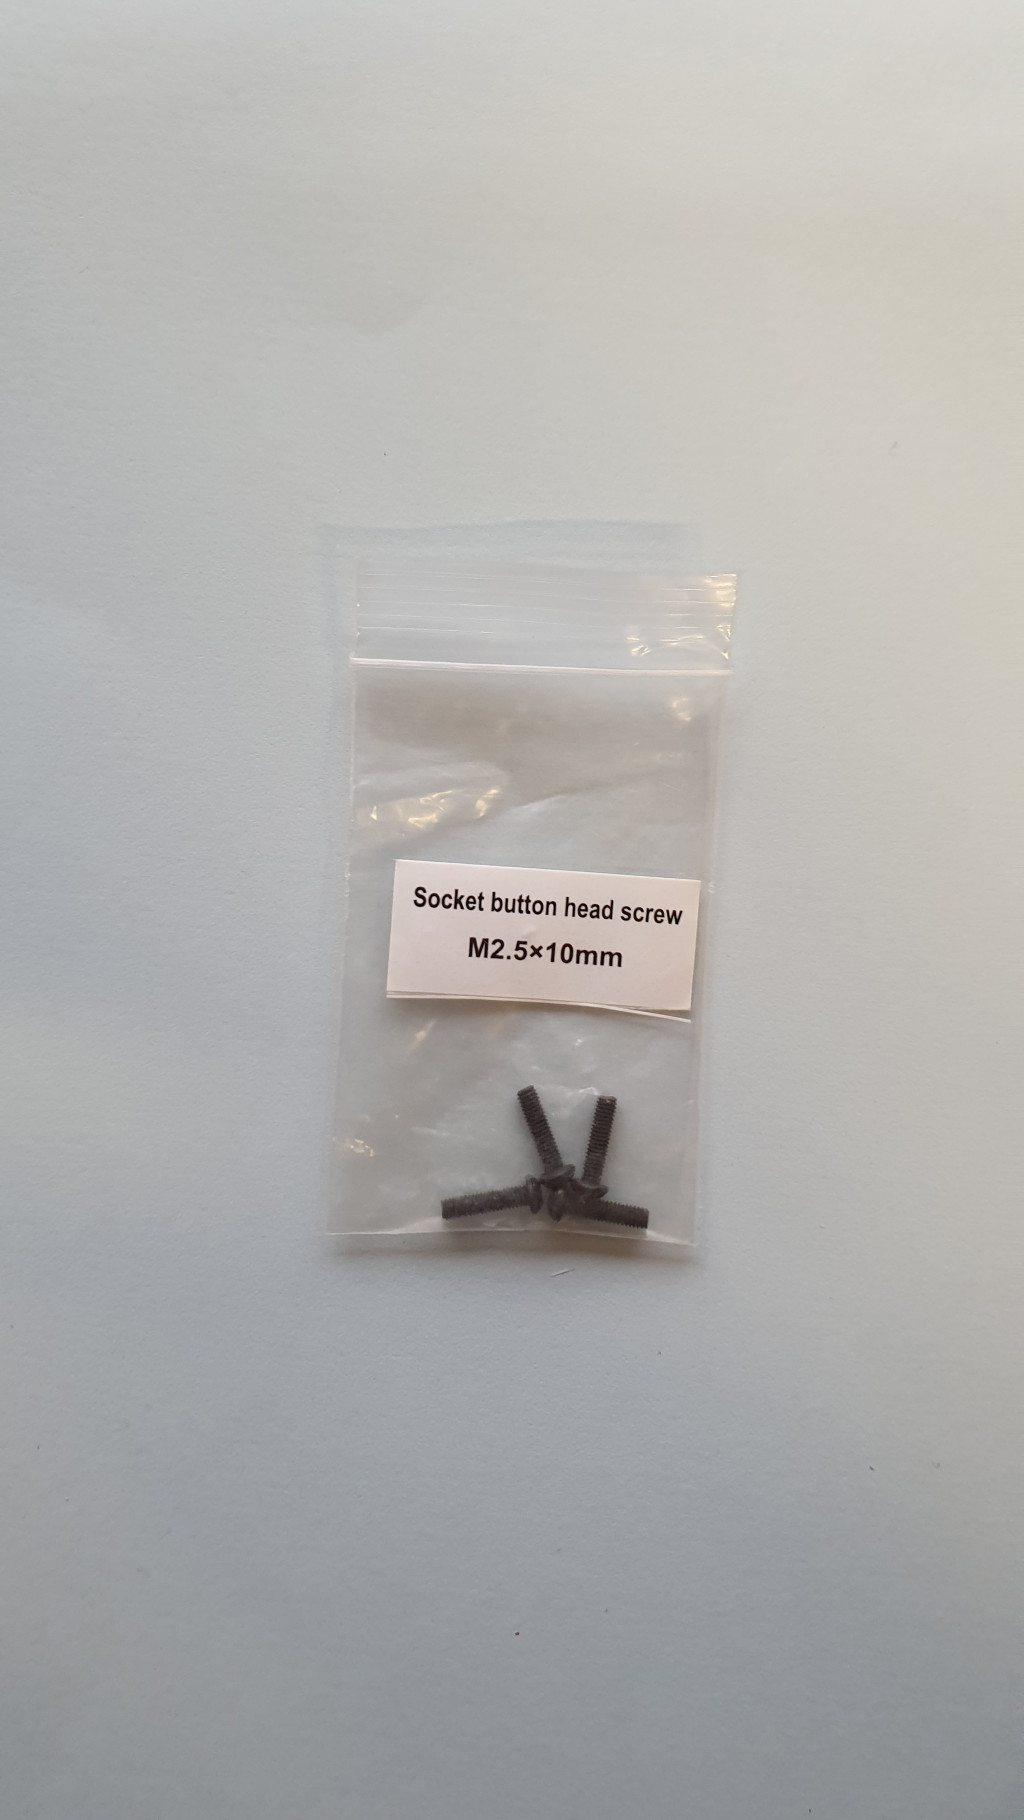 Socket button head screw
M2.5×10mm